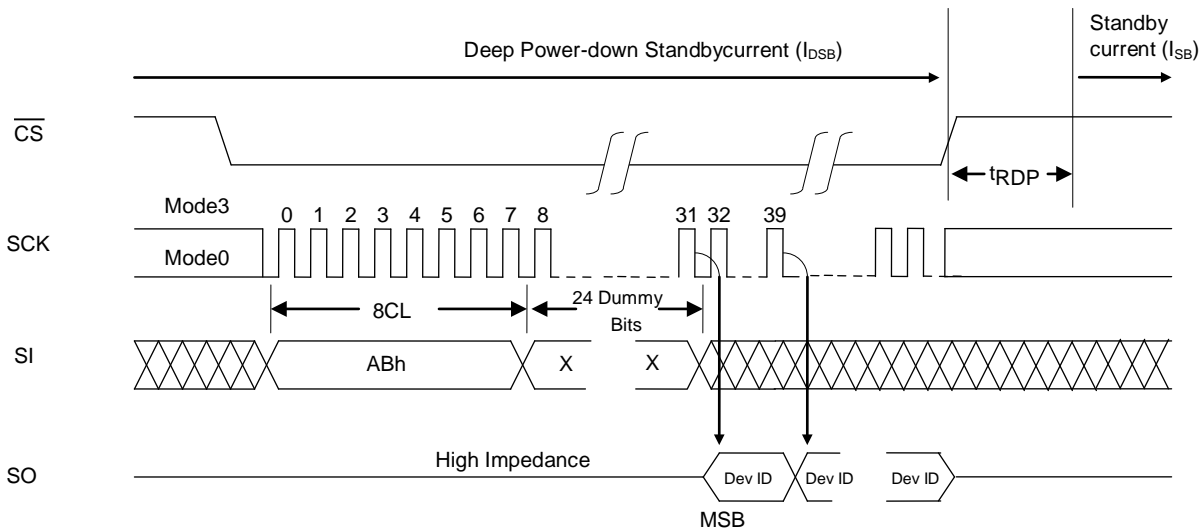 Deep Power-down Standbycurrent (IDSB)
Standby
current (ISB)
CS
tRDP
Mode3
0 1 2 3 4 5 6 7 8 31 32 39
SCK
Mode0
8CL
24 Dummy
Bits
SI
ABh
X
X
High Impedance
SO
Dev ID
Dev ID
Dev ID
MSB